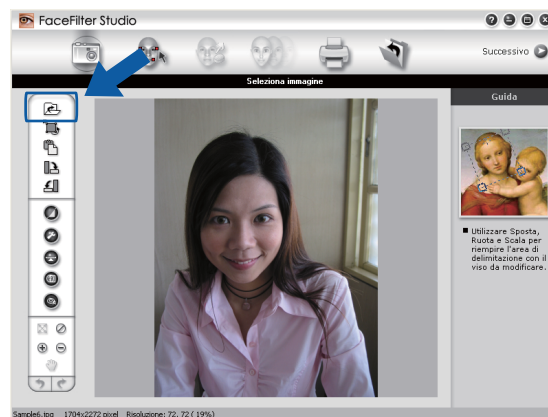 FaceFilter Studio
Successivo
Seleziona immagine
Guida
Utilizzare Sposta,
Ruota e Scala per
riempire l'area di
delimitazione con il
viso da modificare.
Sample6.jpg 1704x2272 pixel Risoluzione: 72, 72 ( 19%)